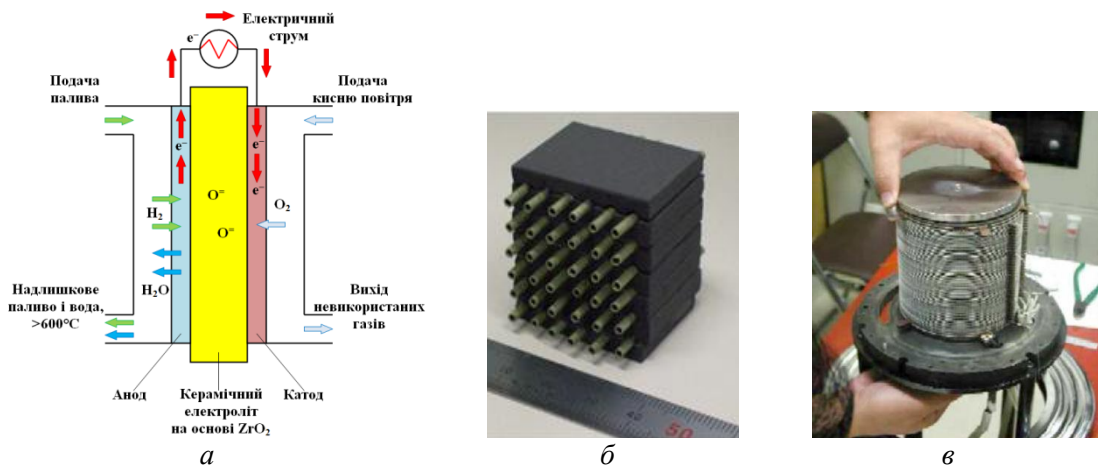 e⁻
Електричний
струм
Подача
палива
Подача
кисню повітря
e⁻
e⁻
e⁻
O⁼
H₂
O₂
O⁼
H₂O
Надлишкове
паливо і вода,
>600°C
Вихід
невикористаних
газів
Анод
Керамічний
електроліт
на основі ZrO₂
Катод
40
50
а
б
в